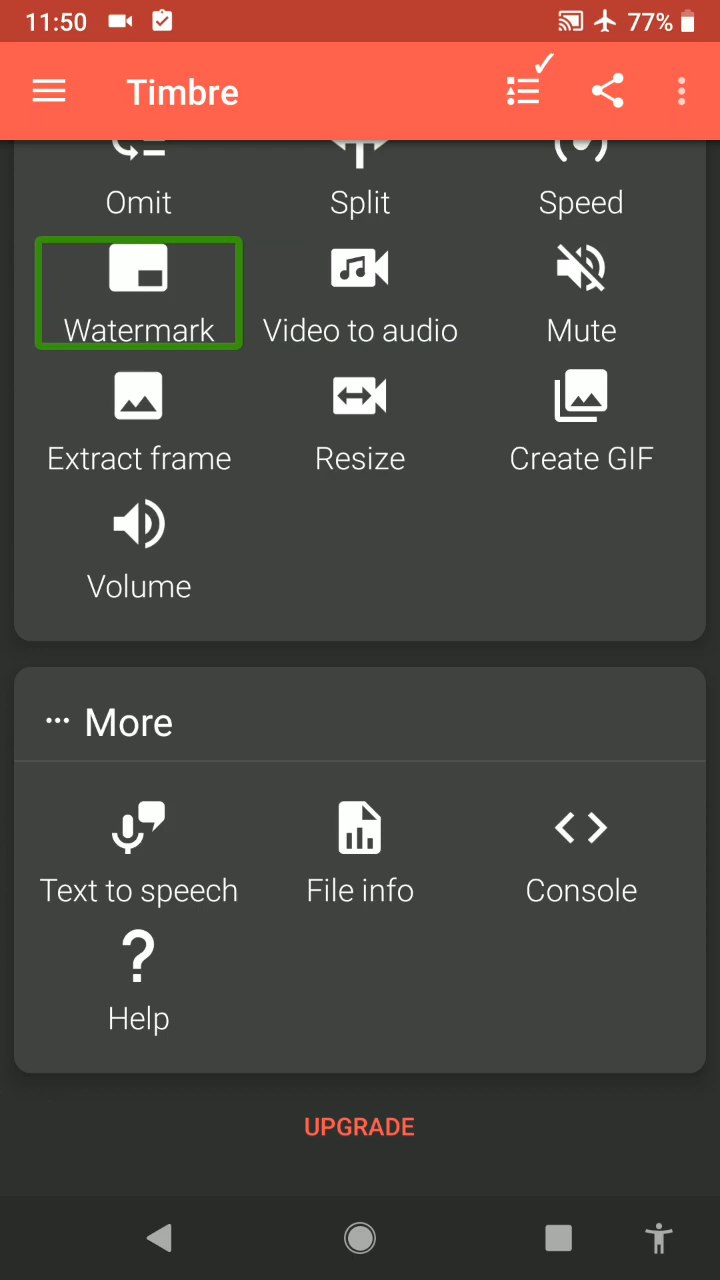 11:50 77%
Timbre
Omit Split Speed
Watermark Video to audio Mute
Extract frame Resize Create GIF
Volume
More
Text to speech File info Console
Help
UPGRADE